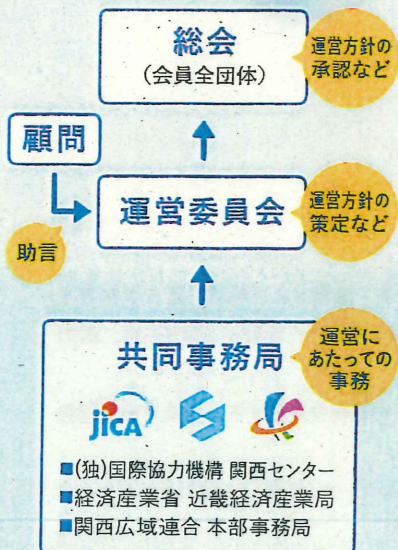 総会
(会員全団体)
運営方針の
承認など
顧問
助言
運営委員会
運営方針の
策定など
共同事務局
運営に
あたっての
事務
jica
■(独)国際協力機構 関西センター
■経済産業省 近畿経済産業局
■関西広域連合 本部事務局